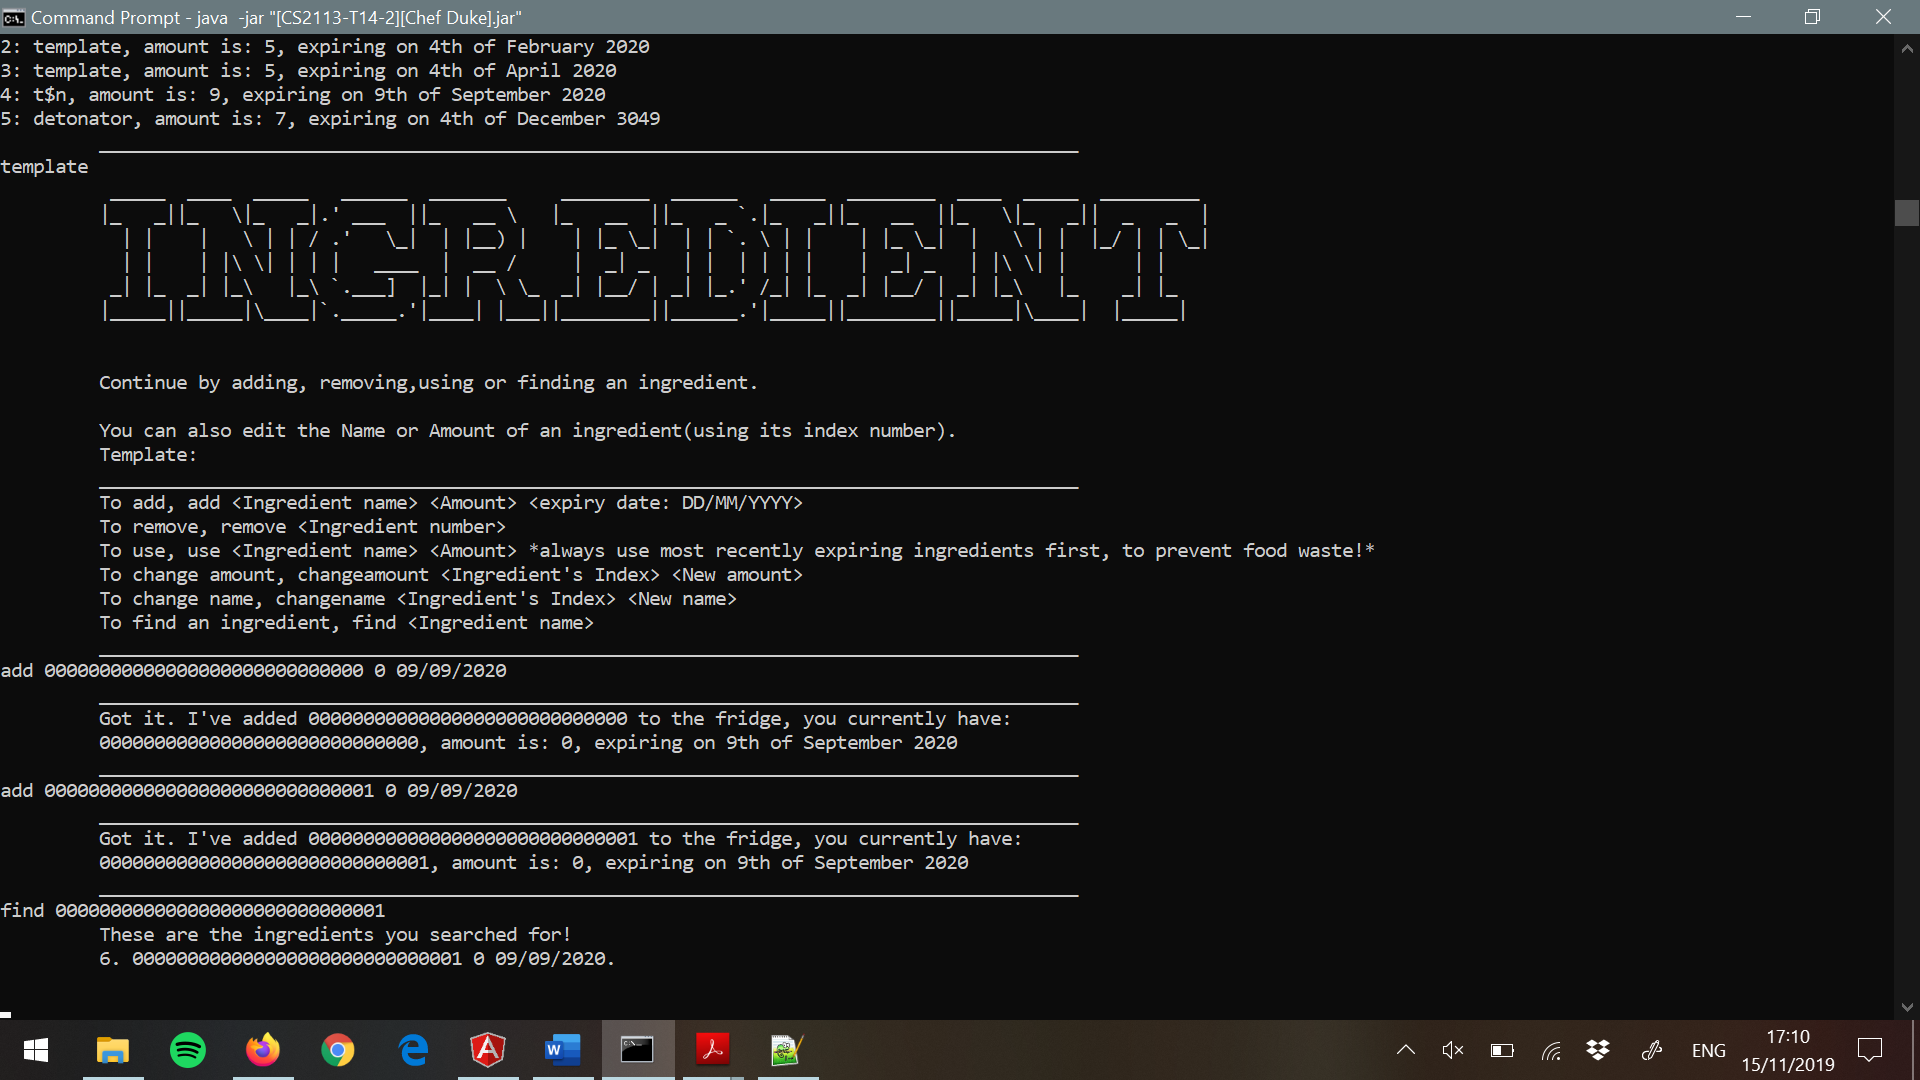 Command Prompt - java -jar "[CS2113-T14-2][Chef Duke].jar"
2: template, amount is: 5, expiring on 4th of February 2020
3: template, amount is: 5, expiring on 4th of April 2020
4: t$n, amount is: 9, expiring on 9th of September 2020
5: detonator, amount is: 7, expiring on 4th of December 3049
template
INGREDIENT
Continue by adding, removing,using or finding an ingredient.
You can also edit the Name or Amount of an ingredient(using its index number).
Template:
To add, add <Ingredient name> <Amount> <expiry date: DD/MM/YYYY>
To remove, remove <Ingredient number>
To use, use <Ingredient name> <Amount> *always use most recently expiring ingredients first, to prevent food waste!*
To change amount, changeamount <Ingredient's Index> <New amount>
To change name, changename <Ingredient's Index> <New name>
To find an ingredient, find <Ingredient name>
add 00000000000000000000000000000 0 09/09/2020
Got it. I've added 00000000000000000000000000000 to the fridge, you currently have:
00000000000000000000000000000, amount is: 0, expiring on 9th of September 2020
add 000000000000000000000000000001 0 09/09/2020
Got it. I've added 000000000000000000000000000001 to the fridge, you currently have:
000000000000000000000000000001, amount is: 0, expiring on 9th of September 2020
find 000000000000000000000000000001
These are the ingredients you searched for!
6. 000000000000000000000000000001 0 09/09/2020.
ENG
17:10
15/11/2019